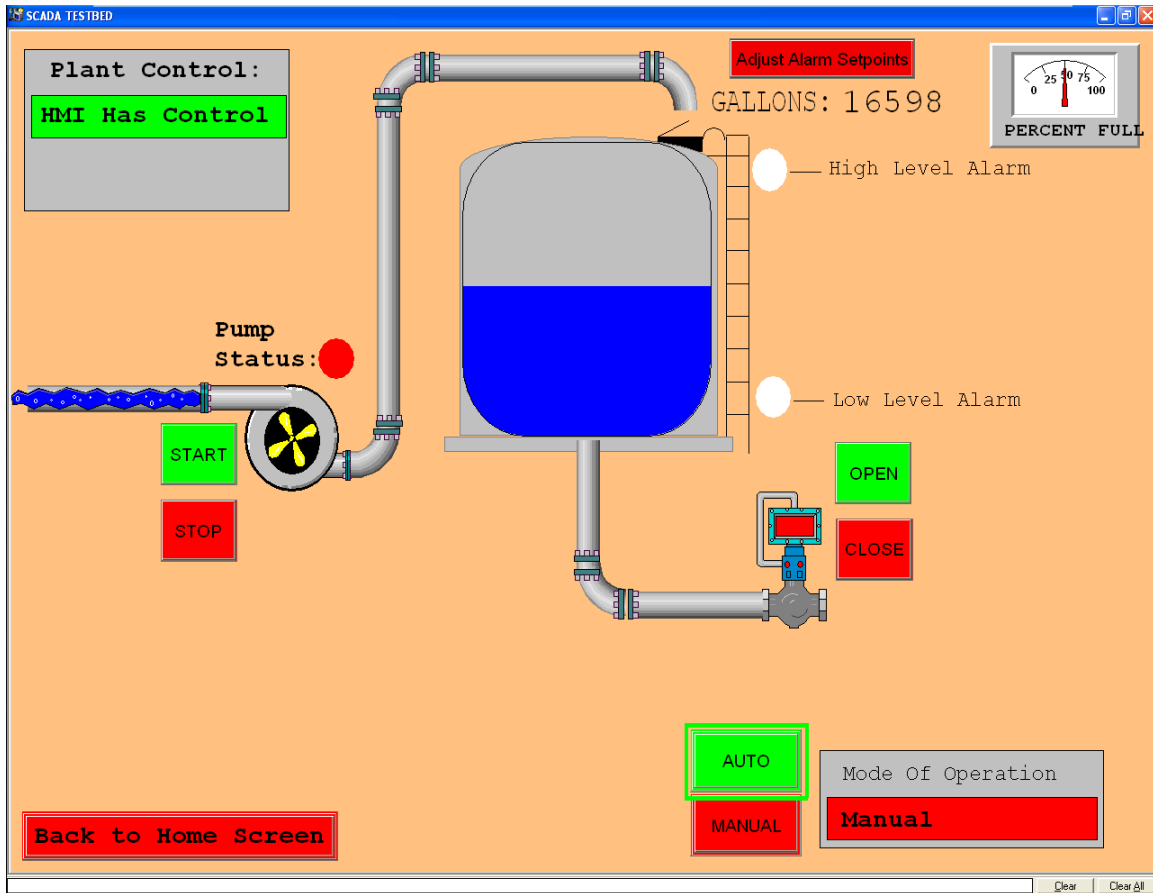 SCADA TESTBED
Plant Control:
HMI Has Control
Adjust Alarm Setpoints
GALLONS: 16598
0 25 50 75 100
PERCENT FULL
High Level Alarm
Pump
Status:
Low Level Alarm
START
STOP
OPEN
CLOSE
AUTO
MANUAL
Mode Of Operation
Manual
Back to Home Screen
Clear
Clear All